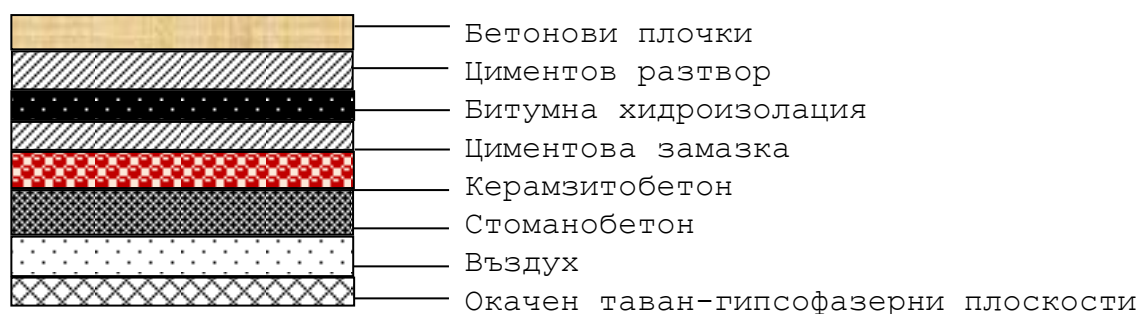 Бетонови плочки
Циментов разтвор
Битумна хидроизолация
Циментова замазка
Керамзитобетон
Стоманобетон
Въздух
Окачен таван-гипсофазерни плоскости